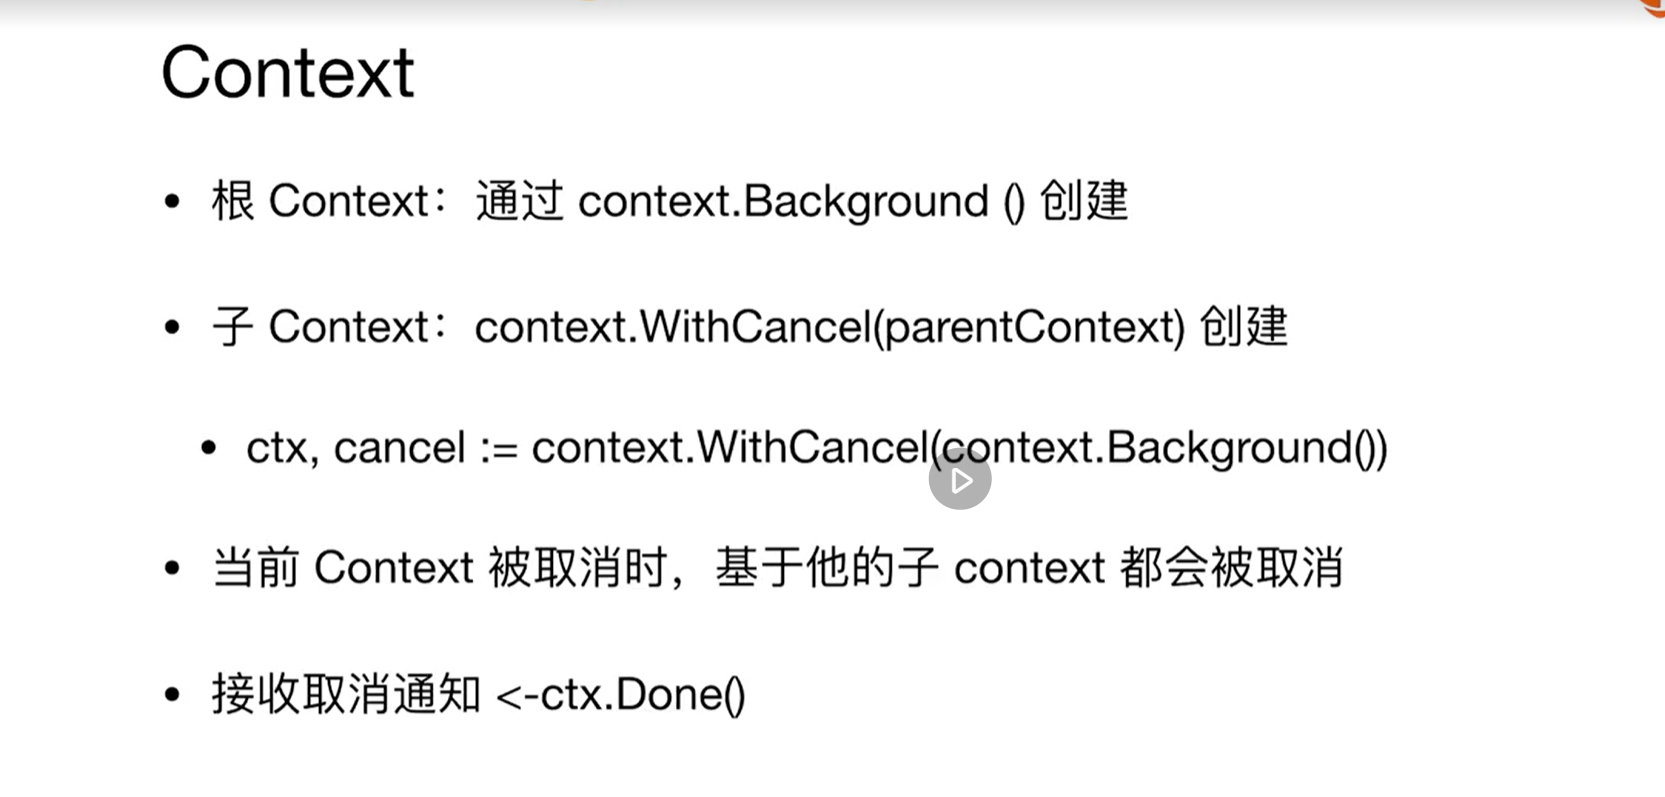 Context
• 根 Context：通过 context.Background () 创建
• 子 Context：context.WithCancel(parentContext) 创建
• ctx, cancel := context.WithCancel(context.Background())
• 当前 Context 被取消时，基于他的子 context 都会被取消
• 接收取消通知 <-ctx.Done()